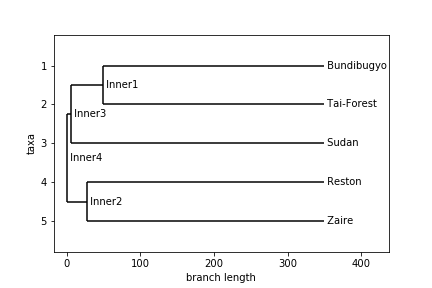 1
Bundibugyo
Inner1
2
Tai-Forest
Inner3
3
Sudan
Inner4
4
Reston
Inner2
5
Zaire
taxa
0 100 200 300 400
branch length